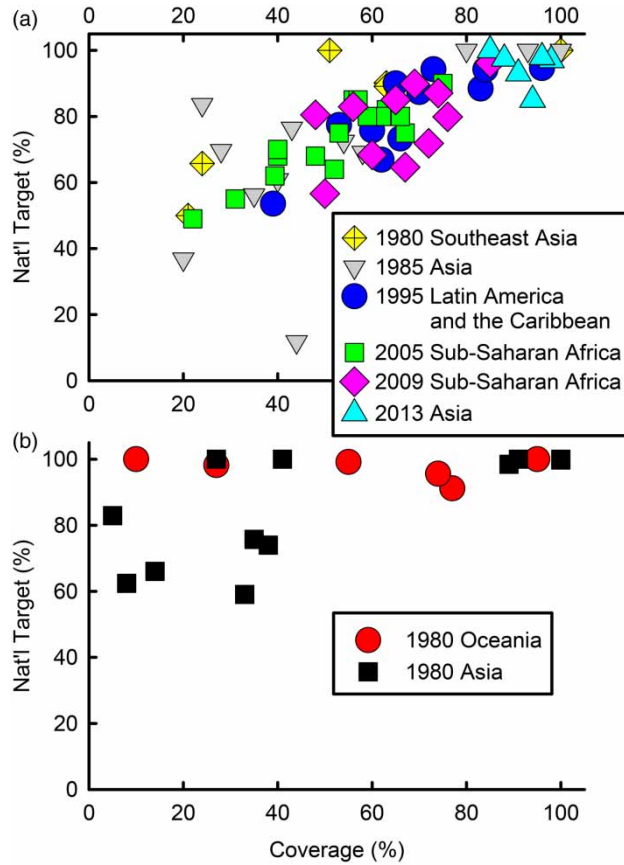 (a)
0 20 40 60 80 100
100
80
60
40
20
0
Nat'l Target (%)
1980 Southeast Asia
1985 Asia
1995 Latin America
and the Caribbean
2005 Sub-Saharan Africa
2009 Sub-Saharan Africa
2013 Asia
0 20
(b)
100
80
60
40
20
0
Nat'l Target (%)
1980 Oceania
1980 Asia
0 20 40 60 80 100
Coverage (%)